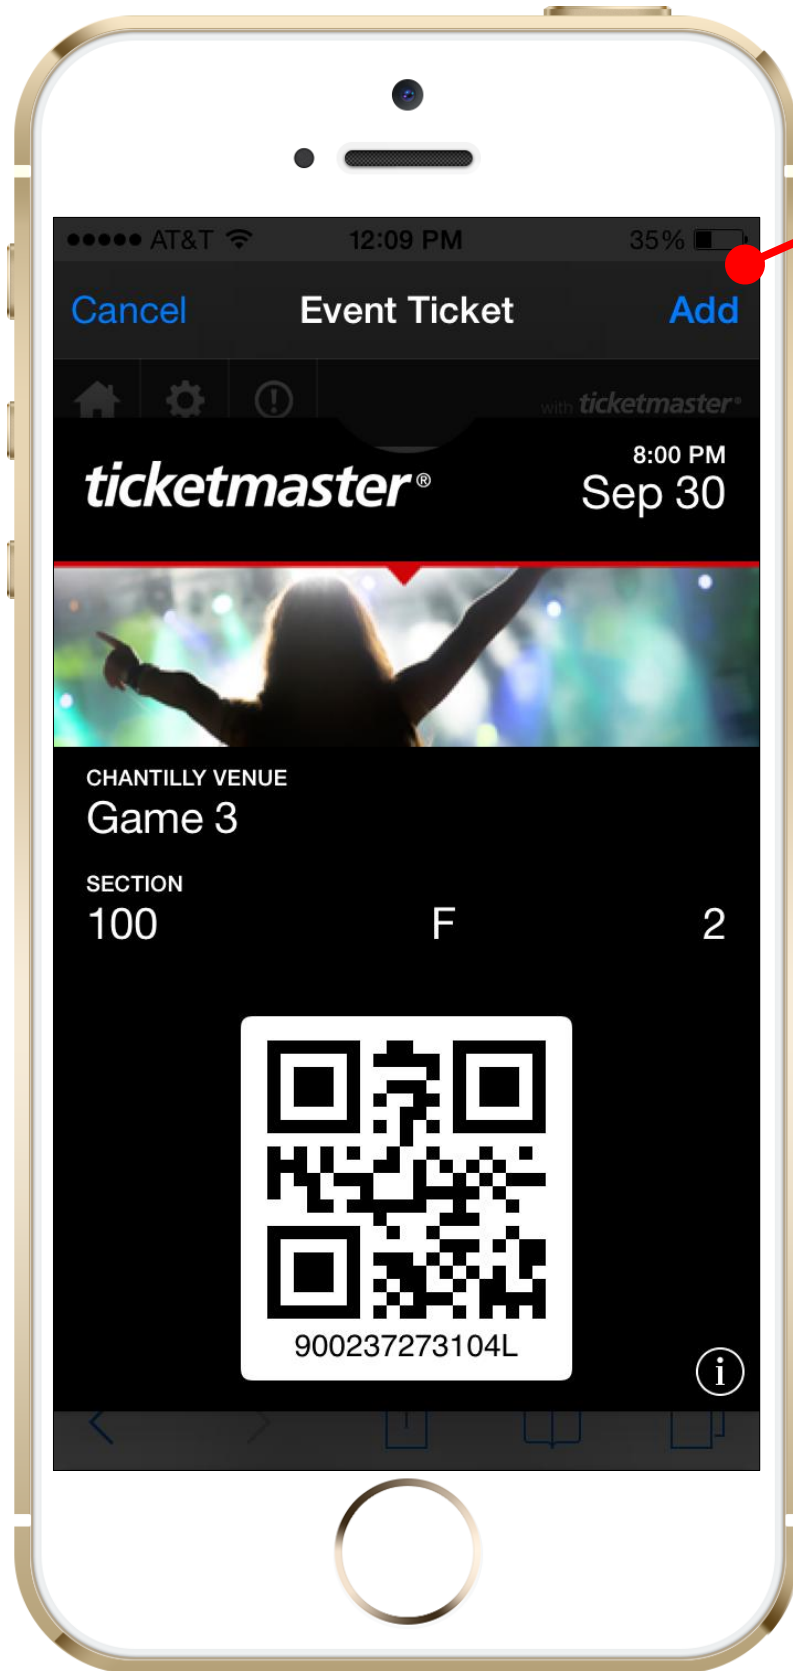 AT&T 12:09 PM 35%
Cancel Event Ticket Add
with ticketmaster®
ticketmaster®
8:00 PM
Sep 30
CHANTILLY VENUE
Game 3
SECTION
100 F 2
900237273104L
i